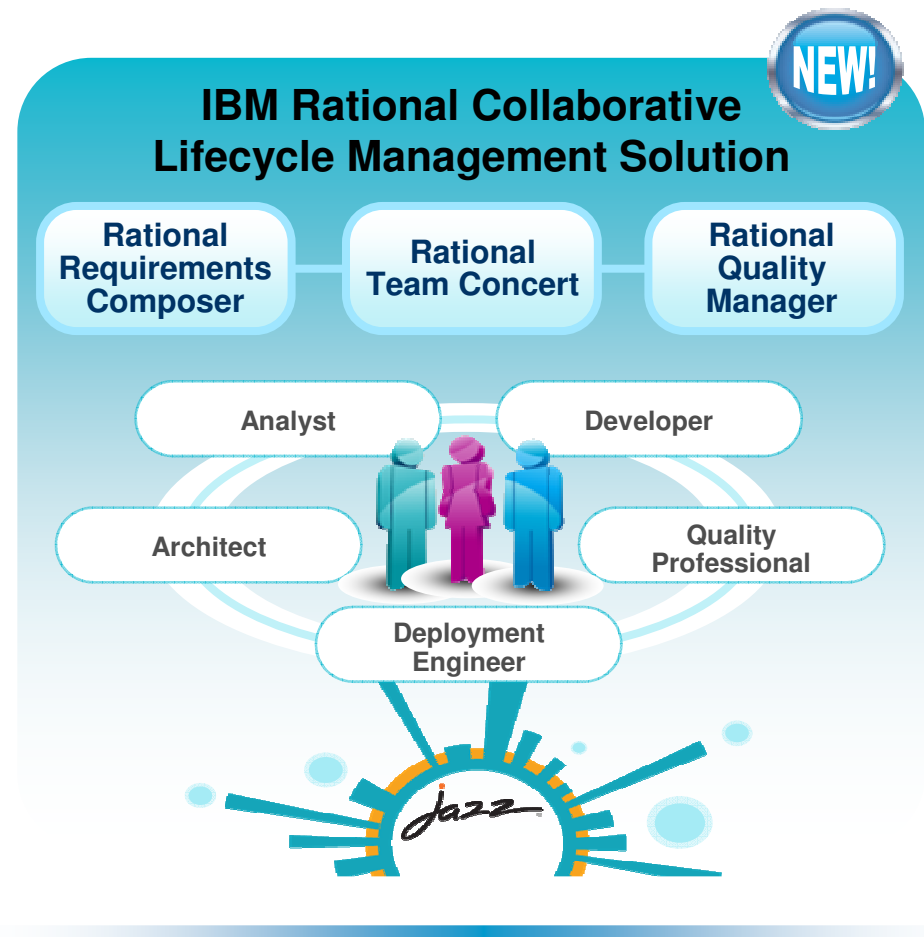 NEW!
IBM Rational Collaborative
Lifecycle Management Solution
Rational
Requirements
Composer
Rational
Team Concert
Rational
Quality
Manager
Analyst
Developer
Architect
Quality
Professional
Deployment
Engineer
jazz